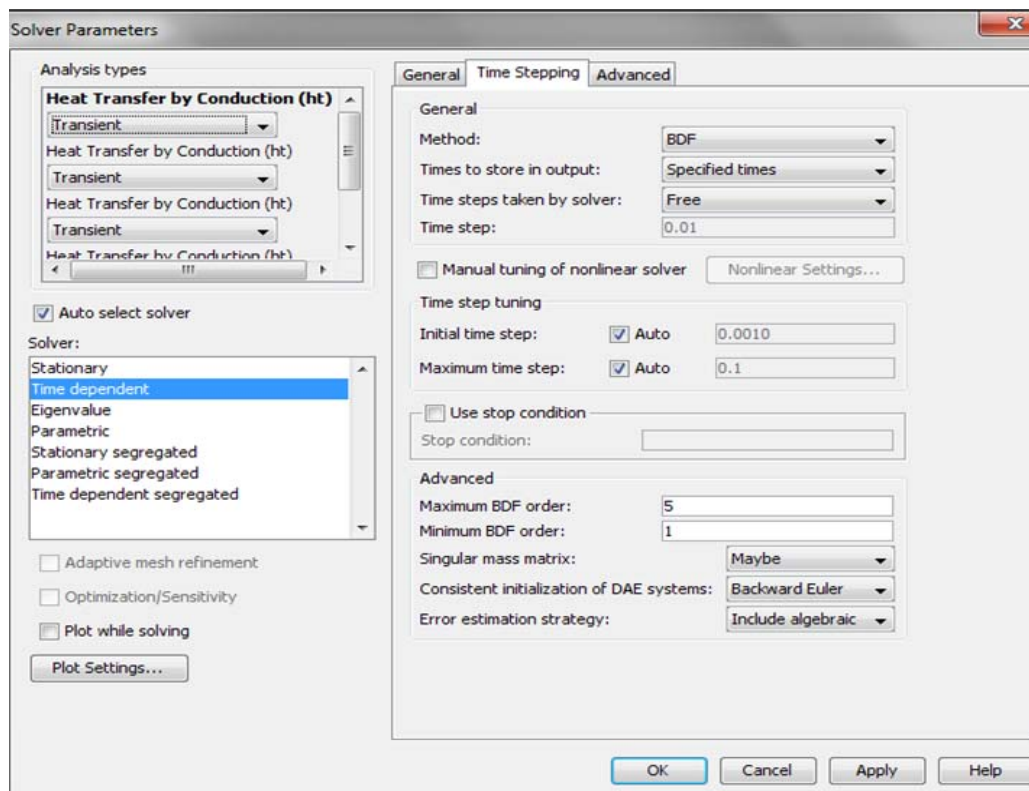 Solver Parameters
Analysis types
Heat Transfer by Conduction (ht)
Transient
Heat Transfer by Conduction (ht)
Transient
Heat Transfer by Conduction (ht)
Transient
Heat Transfer by Conduction (ht)
Auto select solver
Solver:
Stationary
Time dependent
Eigenvalue
Parametric
Stationary segregated
Parametric segregated
Time dependent segregated
Adaptive mesh refinement
Optimization/Sensitivity
Plot while solving
Plot Settings...
General Time Stepping Advanced
General
Method: BDF
Times to store in output: Specified times
Time steps taken by solver: Free
Time step: 0.01
Manual tuning of nonlinear solver Nonlinear Settings...
Time step tuning
Initial time step: Auto 0.0010
Maximum time step: Auto 0.1
Use stop condition
Stop condition:
Advanced
Maximum BDF order: 5
Minimum BDF order: 1
Singular mass matrix: Maybe
Consistent initialization of DAE systems: Backward Euler
Error estimation strategy: Include algebraic
OK Cancel Apply Help